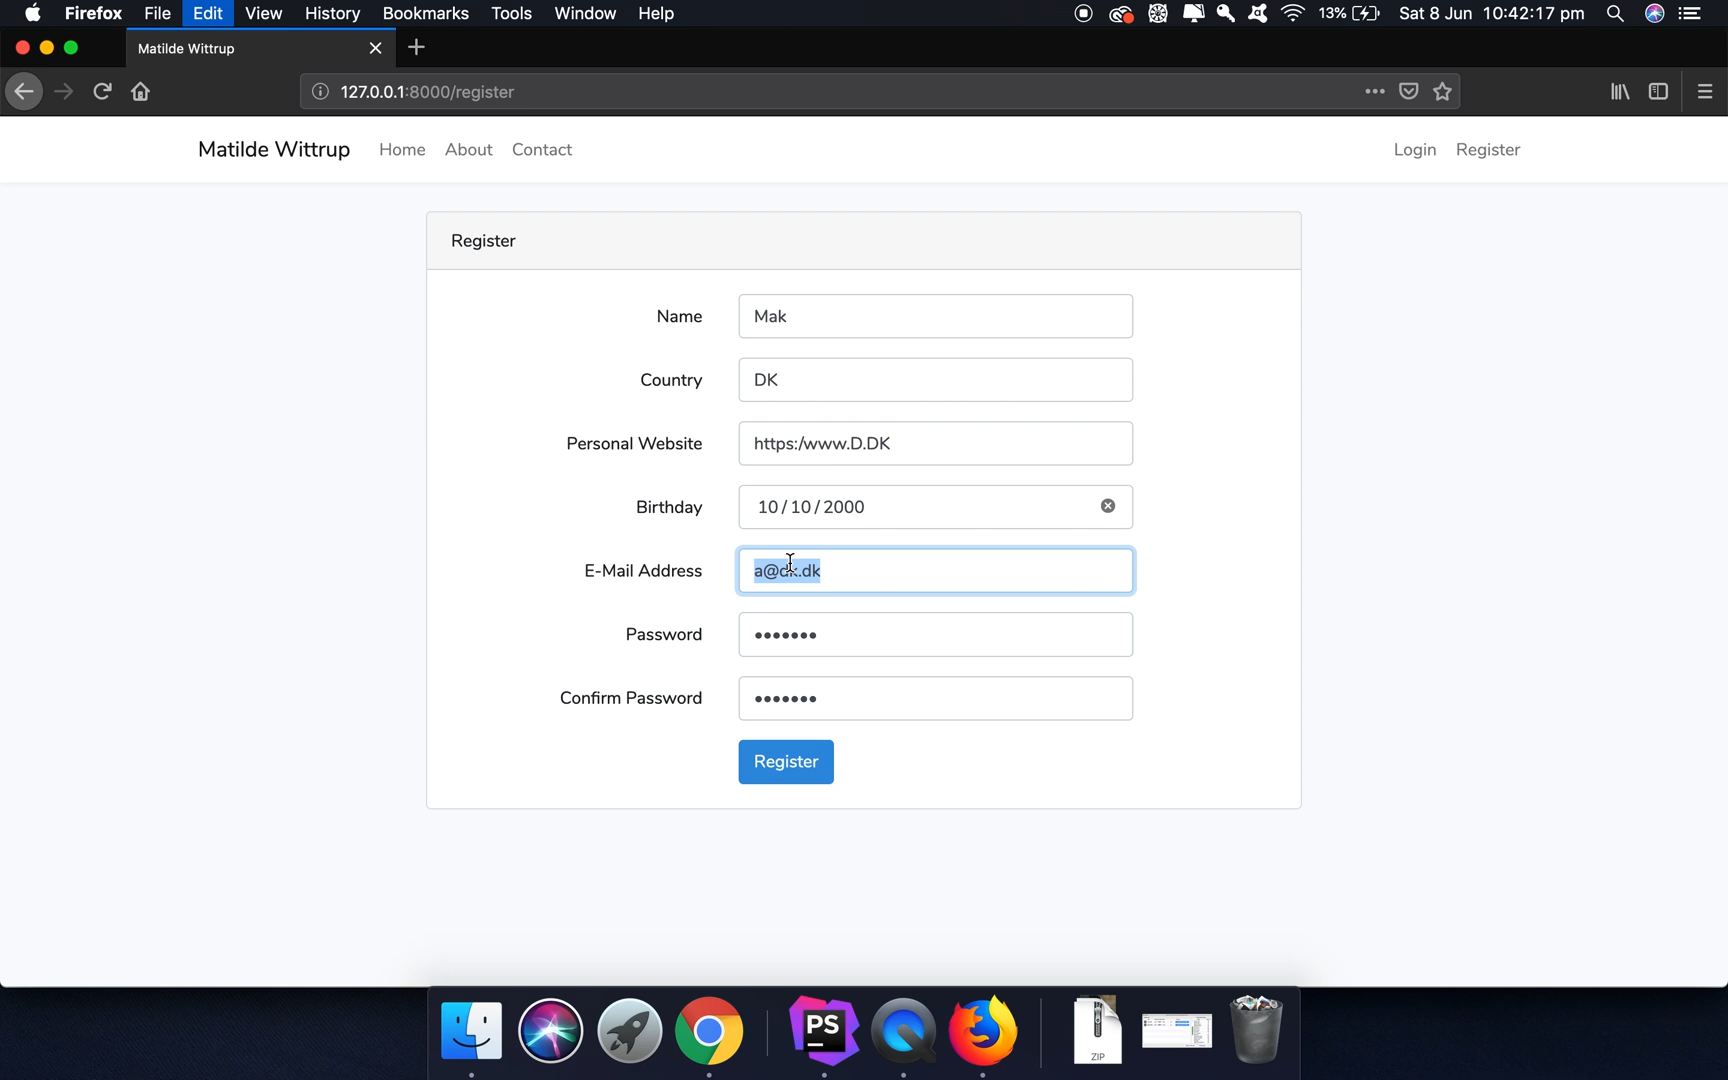 Firefox File Edit View History Bookmarks Tools Window Help 13% Sat 8 Jun 10:42:17 pm
Matilde Wittrup
127.0.0.1:8000/register
Matilde Wittrup Home About Contact Login Register
Register
Name Mak
Country DK
Personal Website https:/www.D.DK
Birthday 10/10/2000
E-Mail Address a@dk.dk
Password
Confirm Password
Register
PS
ZIP